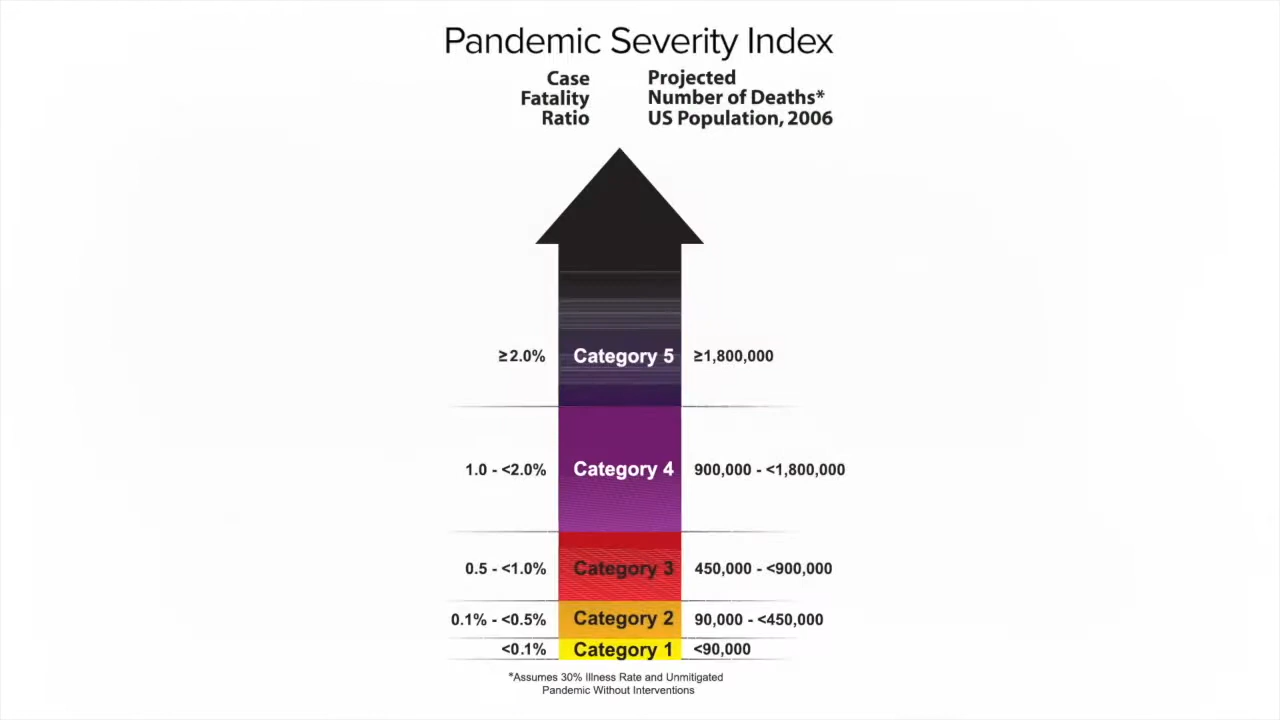 Pandemic Severity Index
Case
Fatality
Ratio
Projected
Number of Deaths*
US Population, 2006
≥2.0% Category 5 ≥1,800,000
1.0 - <2.0% Category 4 900,000 - <1,800,000
0.5 - <1.0% Category 3 450,000 - <900,000
0.1% - <0.5% Category 2 90,000 - <450,000
<0.1% Category 1 <90,000
*Assumes 30% Illness Rate and Unmitigated
Pandemic Without Interventions